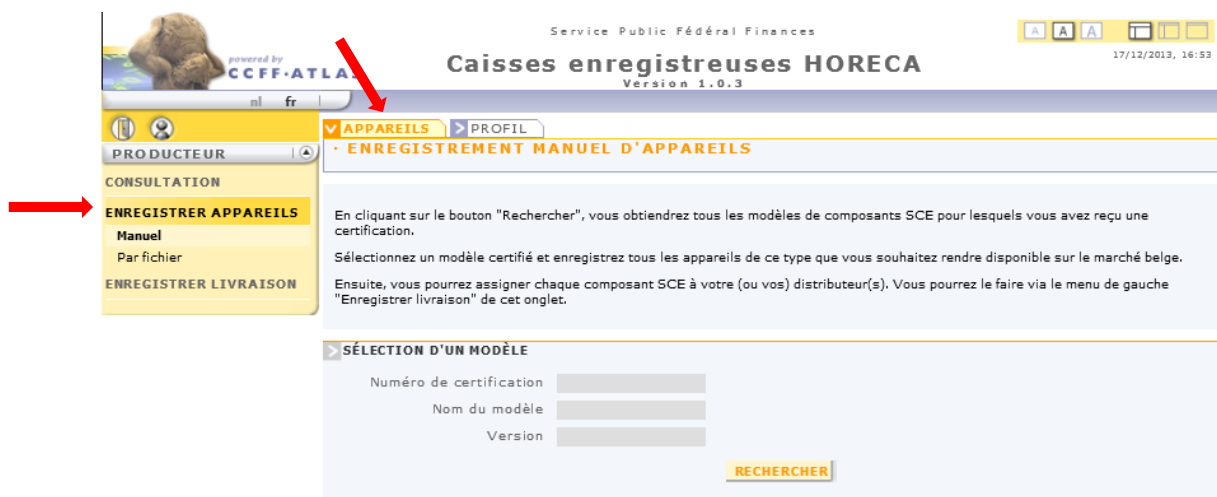 Service Public Fédéral Finances
A A A
powered by
CCFF-ATLAS
Caisses enregistreuses HORECA
Version 1.0.3
17/12/2013, 16:53
nl fr
APPAREILS PROFIL
PRODUCTEUR
· ENREGISTREMENT MANUEL D'APPAREILS
CONSULTATION
ENREGISTRER APPAREILS
Manuel
Par fichier
ENREGISTRER LIVRAISON
En cliquant sur le bouton "Rechercher", vous obtiendrez tous les modèles de composants SCE pour lesquels vous avez reçu une
certification.
Sélectionnez un modèle certifié et enregistrez tous les appareils de ce type que vous souhaitez rendre disponible sur le marché belge.
Ensuite, vous pourrez assigner chaque composant SCE à votre (ou vos) distributeur(s). Vous pourrez le faire via le menu de gauche
"Enregistrer livraison" de cet onglet.
SÉLECTION D'UN MODÈLE
Numéro de certification
Nom du modèle
Version
RECHERCHER